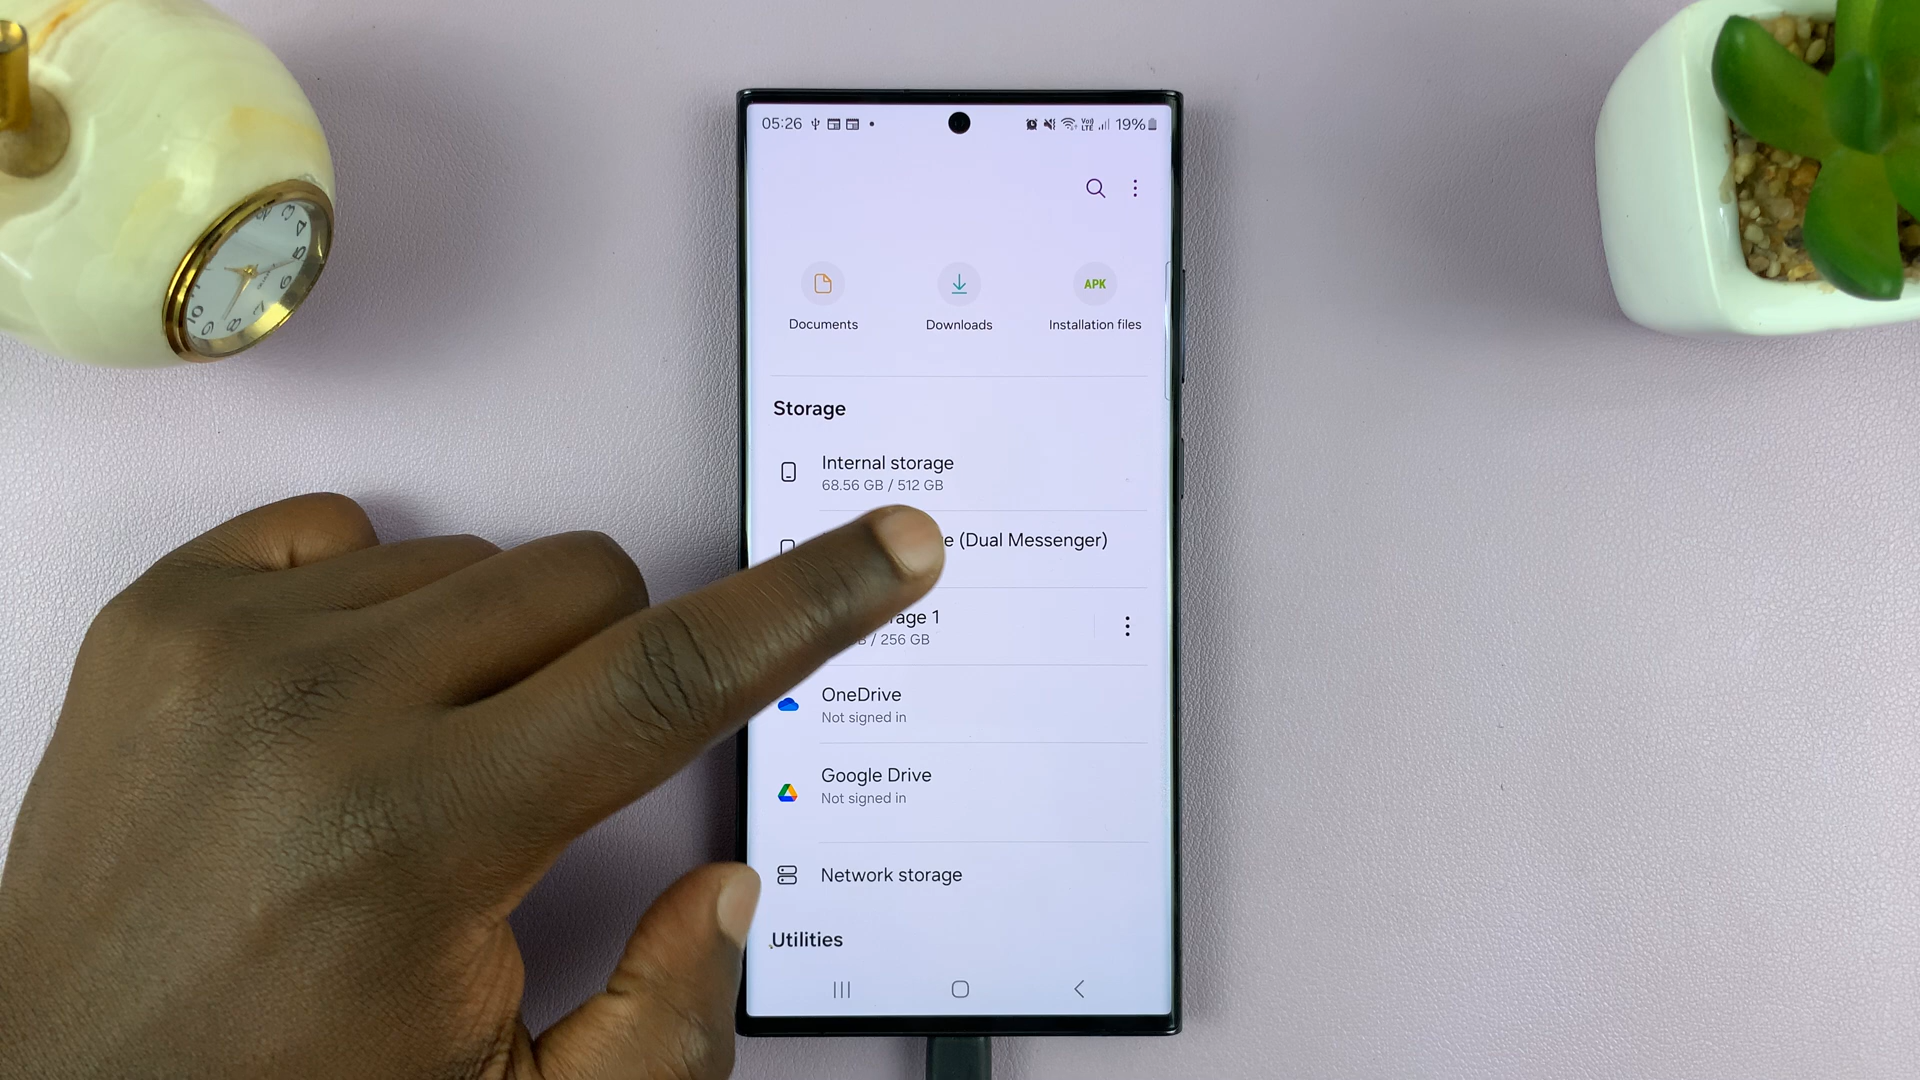 05:26
19%
APK
Documents
Downloads
Installation files
Storage
Internal storage
68.56 GB / 512 GB
(Dual Messenger)
1
/ 256 GB
OneDrive
Not signed in
Google Drive
Not signed in
Network storage
Utilities